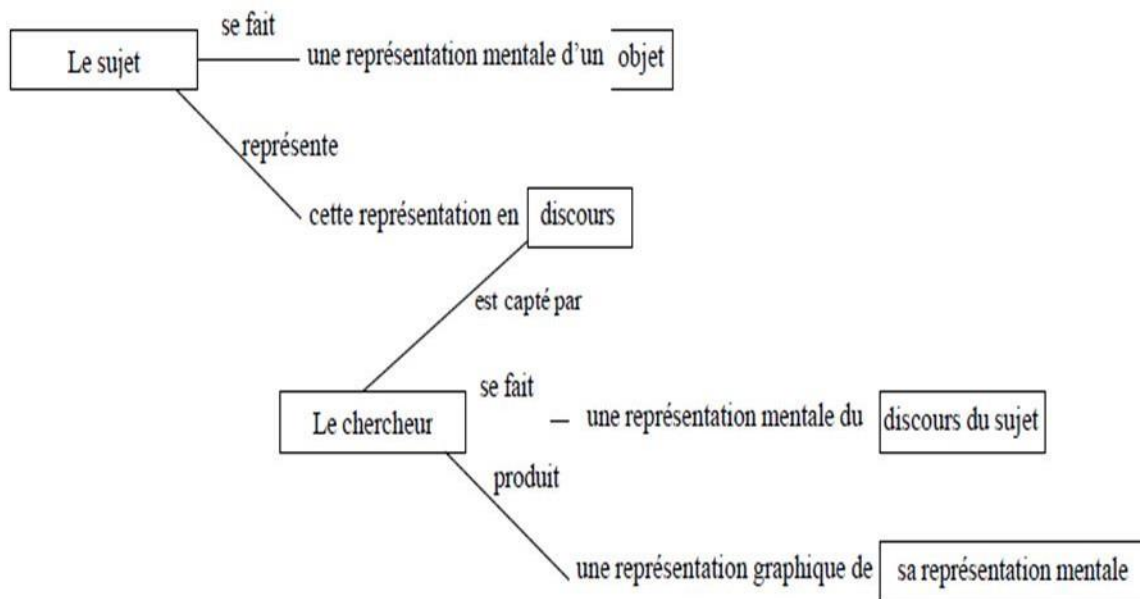 se fait
Le sujet
une représentation mentale d’un objet
représente
cette représentation en discours
est capté par
se fait
Le chercheur
une représentation mentale du discours du sujet
produit
une représentation graphique de sa représentation mentale